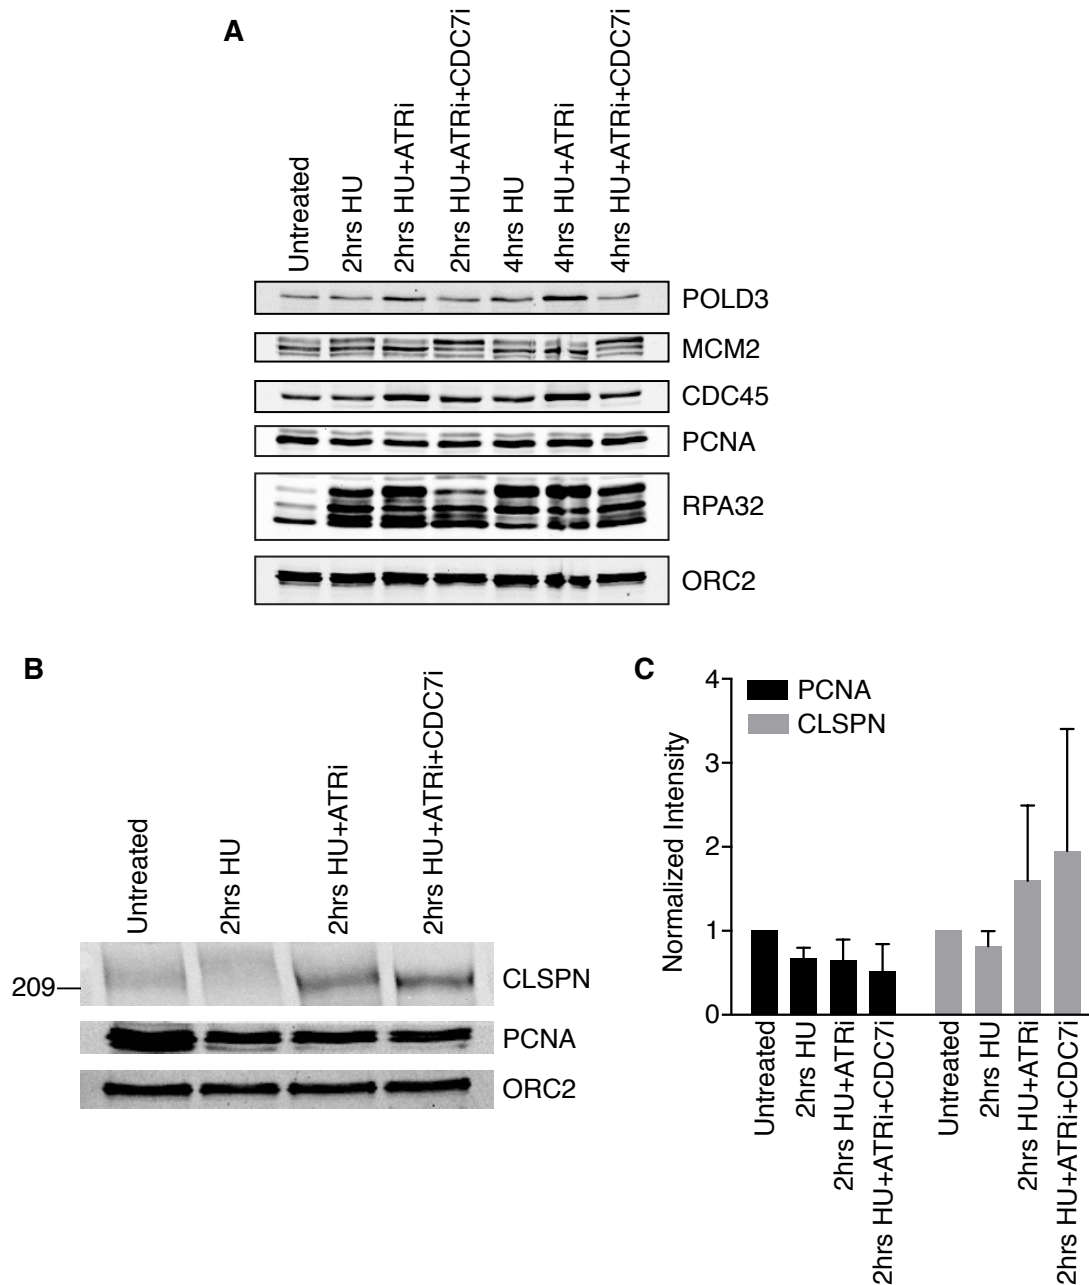 A
Untreated
2hrs HU
2hrs HU+ATRi
2hrs HU+ATRi+CDC7i
4hrs HU
4hrs HU+ATRi
4hrs HU+ATRi+CDC7i
POLD3
MCM2
CDC45
PCNA
RPA32
ORC2
B
Untreated
2hrs HU
2hrs HU+ATRi
2hrs HU+ATRi+CDC7i
209
CLSPN
PCNA
ORC2
C
Normalized Intensity
4
3
2
1
0
PCNA
CLSPN
Untreated
2hrs HU
2hrs HU+ATRi
2hrs HU+ATRi+CDC7i
Untreated
2hrs HU
2hrs HU+ATRi
2hrs HU+ATRi+CDC7i